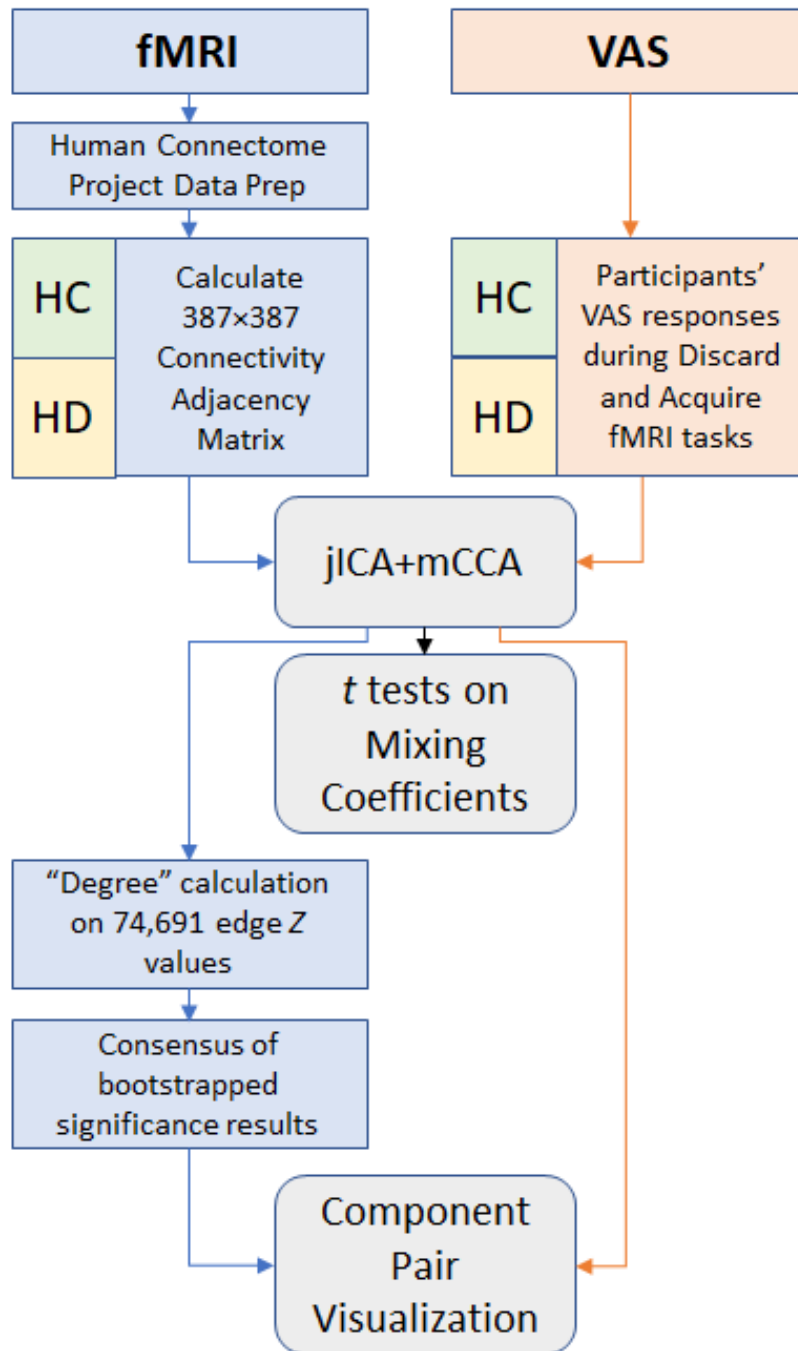 fMRI
VAS
Human Connectome
Project Data Prep
HC
HD
Calculate
387×387
Connectivity
Adjacency
Matrix
HC
HD
Participants’
VAS responses
during Discard
and Acquire
fMRI tasks
jICA+mCCA
t tests on
Mixing
Coefficients
“Degree” calculation
on 74,691 edge Z
values
Consensus of
bootstrapped
significance results
Component
Pair
Visualization